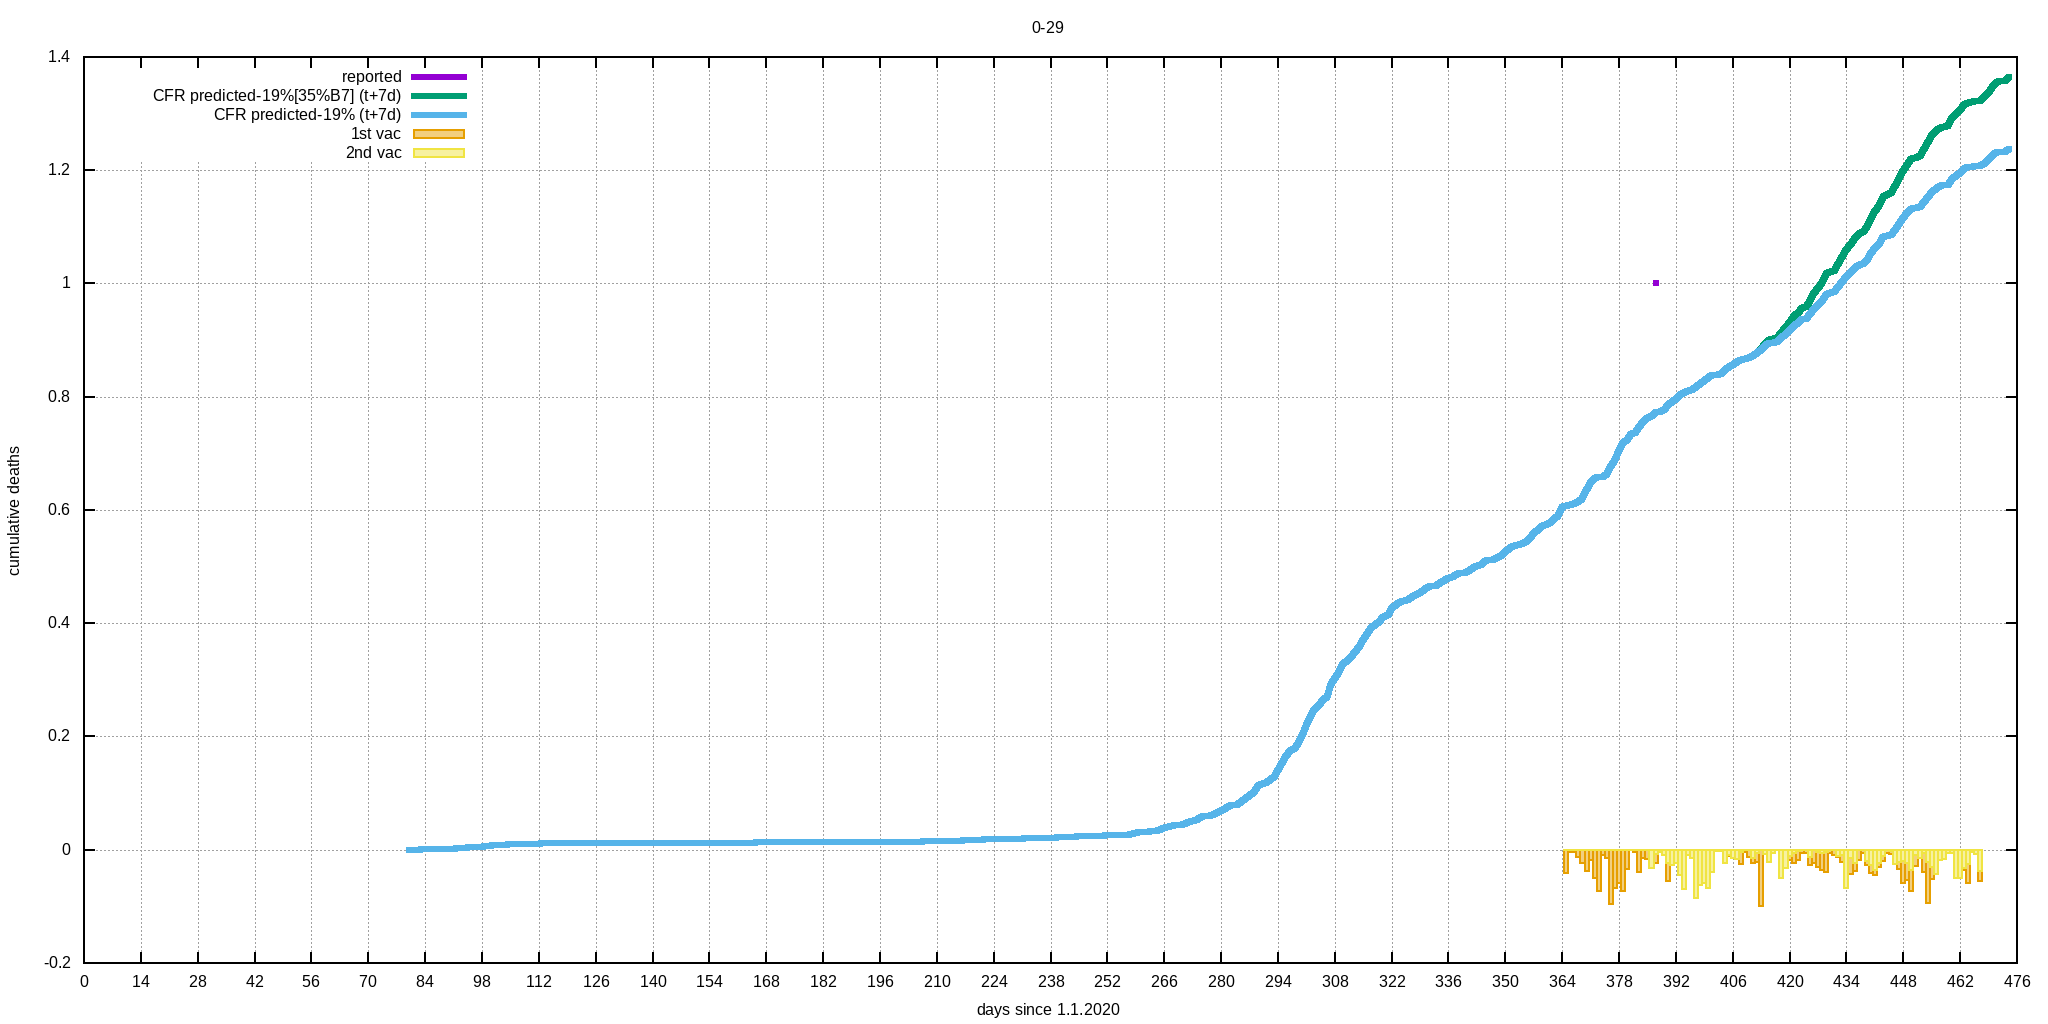 0-29
reported
CFR predicted-19%[35%B7] (t+7d)
CFR predicted-19% (t+7d)
1st vac
2nd vac
1.4
1.2
1
0.8
0.6
0.4
0.2
0
-0.2
cumulative deaths
0 14 28 42 56 70 84 98 112 126 140 154 168 182 196 210 224 238 252 266 280 294 308 322 336 350 364 378 392 406 420 434 448 462 476
days since 1.1.2020